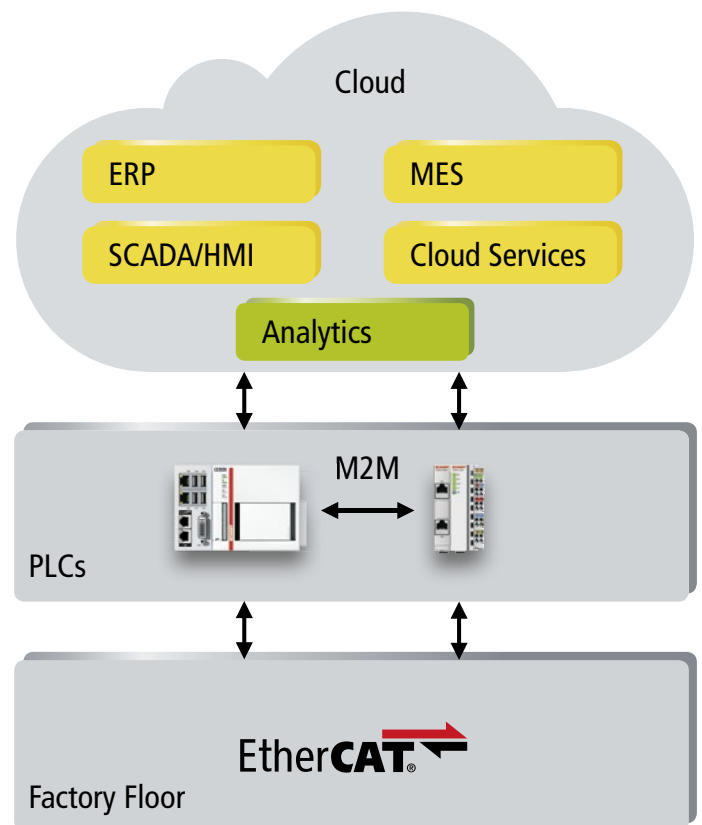 Cloud
ERP
MES
SCADA/HMI
Cloud Services
Analytics
M2M
PLCs
EtherCAT®
Factory Floor